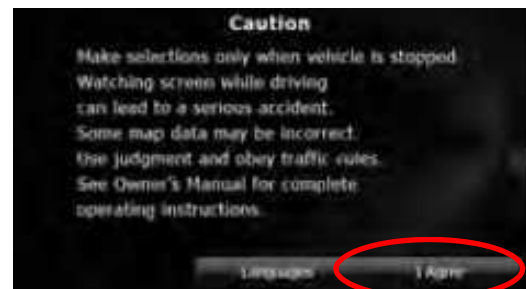 Caution
Make selections only when vehicle is stopped.
Watching screen while driving
can lead to a serious accident.
Some map data may be incorrect.
Use judgment and obey traffic rules.
See Owner's Manual for complete
operating instructions.
Languages
I Agree